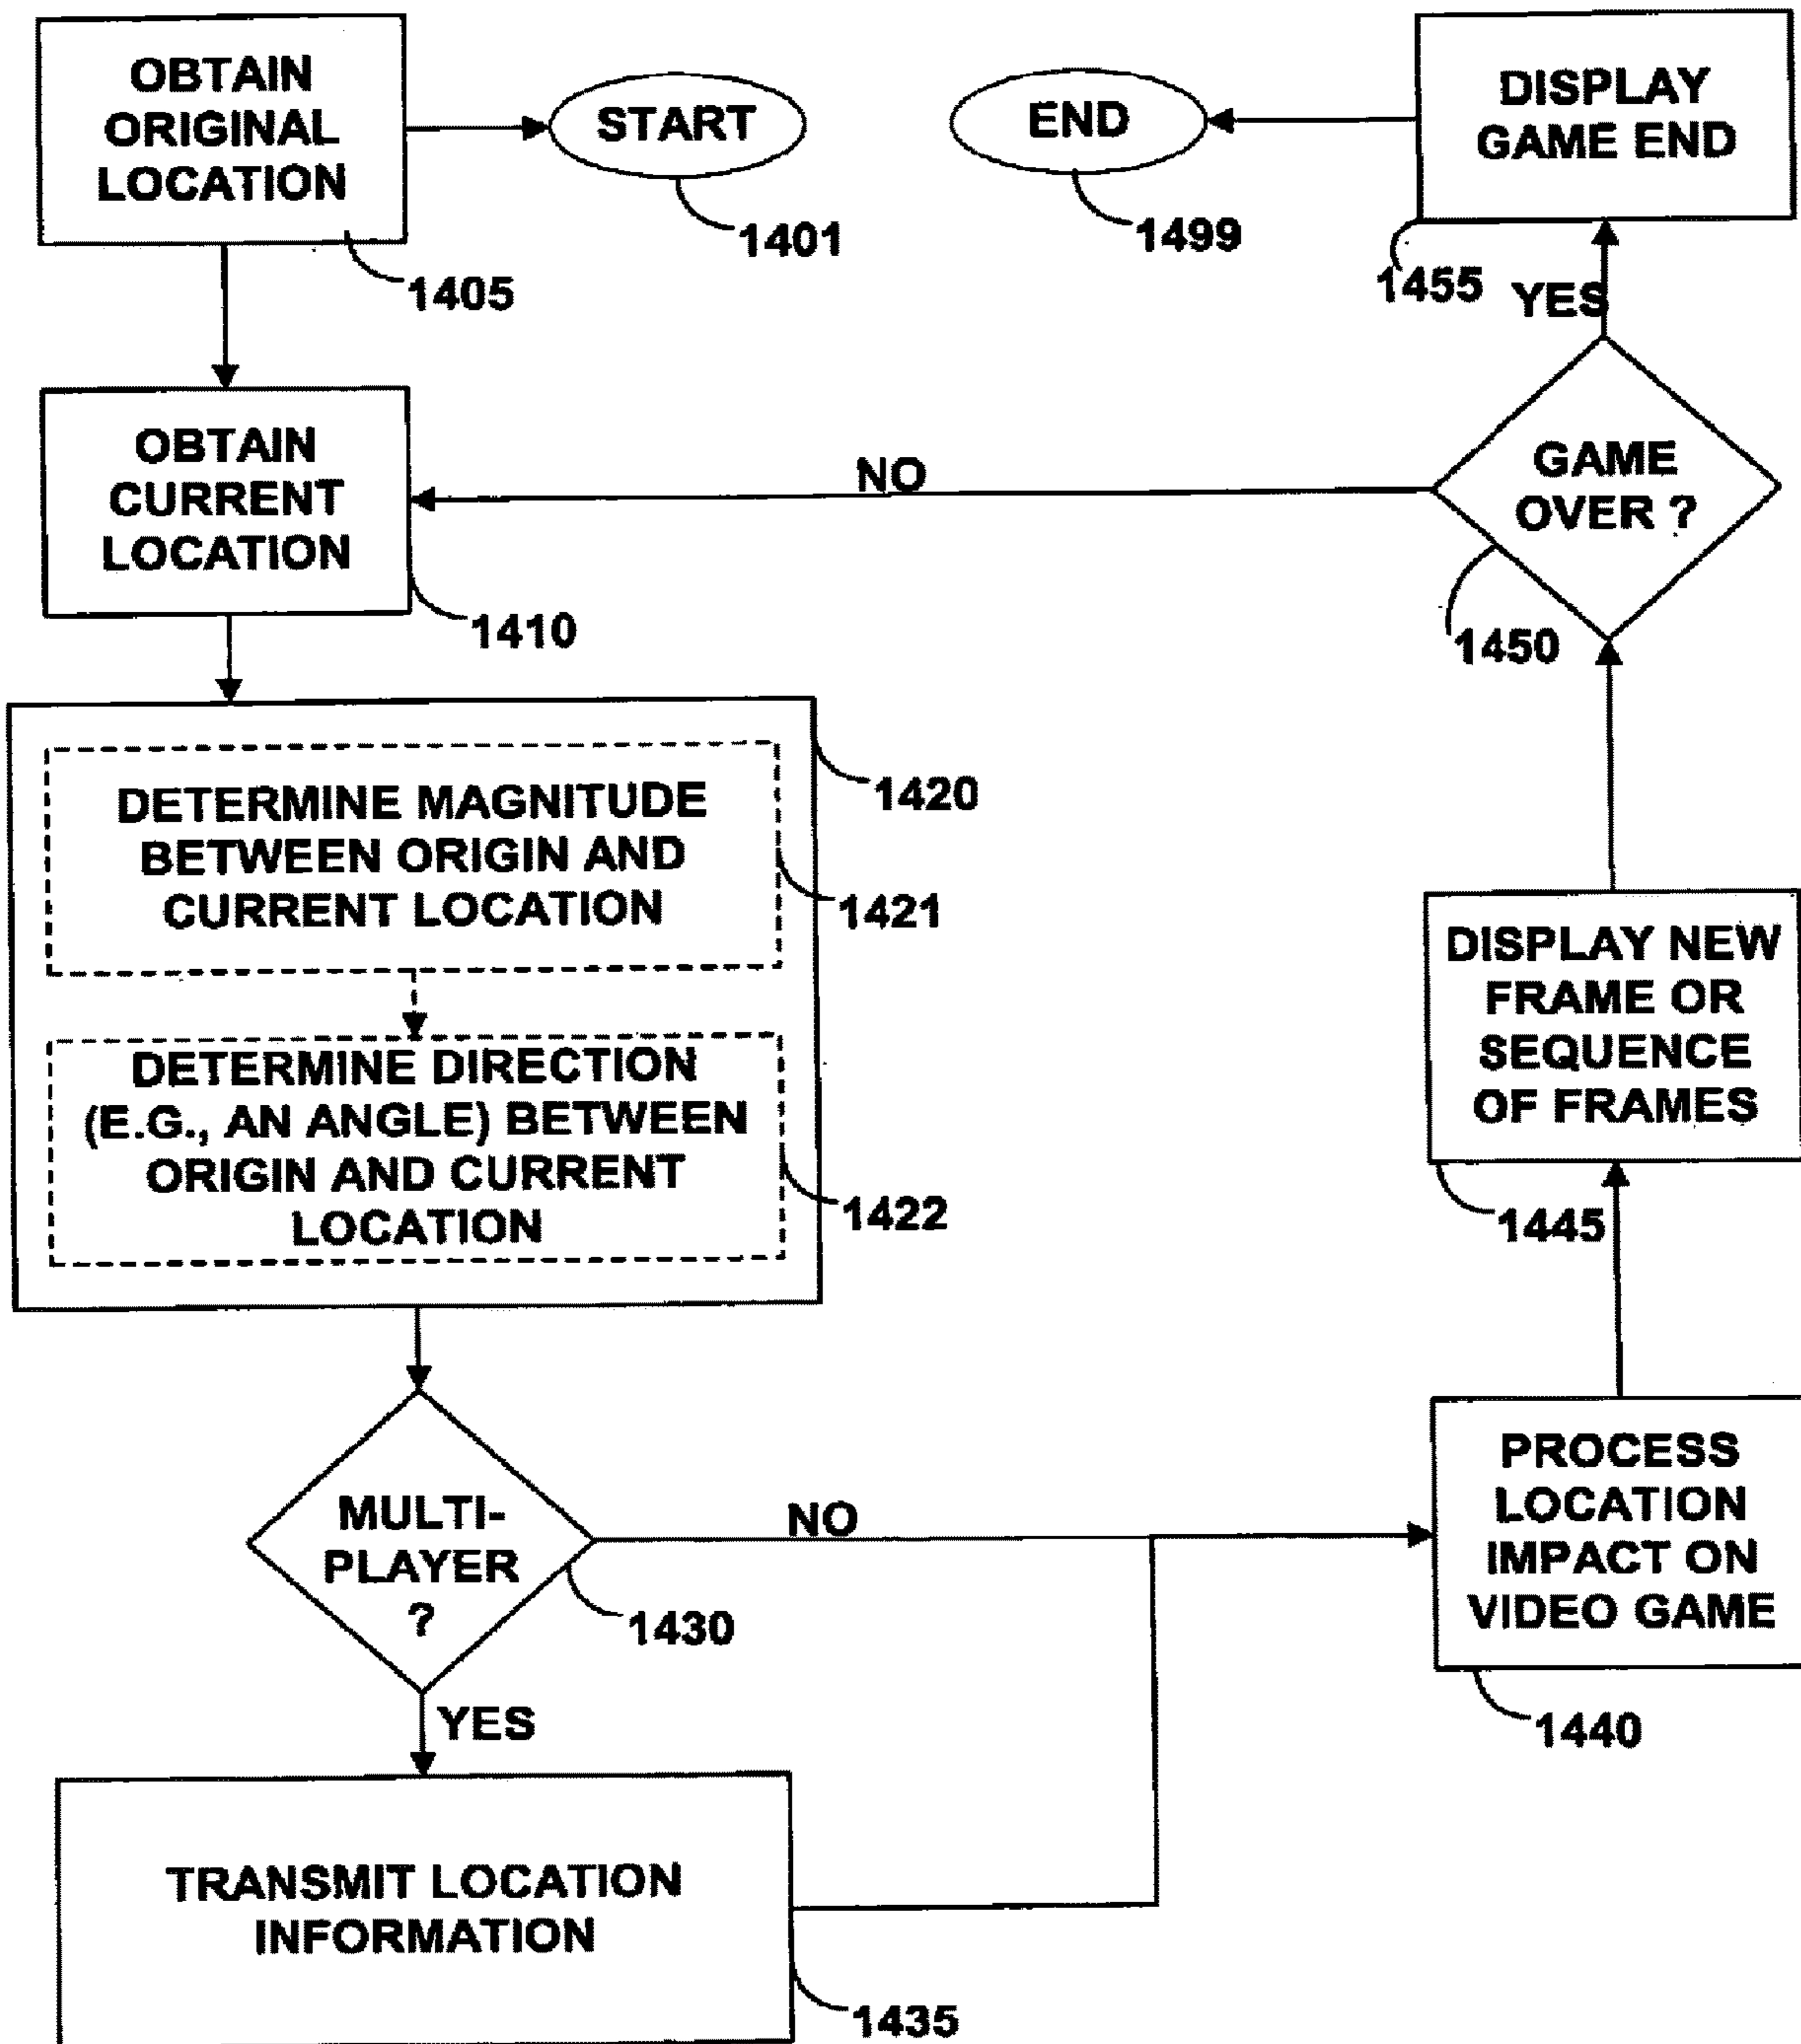 OBTAIN
ORIGINAL
LOCATION
1405
START
1401
END
1499
DISPLAY
GAME END
1455
YES
GAME
OVER ?
1450
NO
OBTAIN
CURRENT
LOCATION
1410
1420
DETERMINE MAGNITUDE
BETWEEN ORIGIN AND
CURRENT LOCATION
1421
DETERMINE DIRECTION
(E.G., AN ANGLE) BETWEEN
ORIGIN AND CURRENT
LOCATION
1422
DISPLAY NEW
FRAME OR
SEQUENCE
OF FRAMES
1445
MULTI-
PLAYER
?
1430
NO
YES
PROCESS
LOCATION
IMPACT ON
VIDEO GAME
1440
TRANSMIT LOCATION
INFORMATION
1435